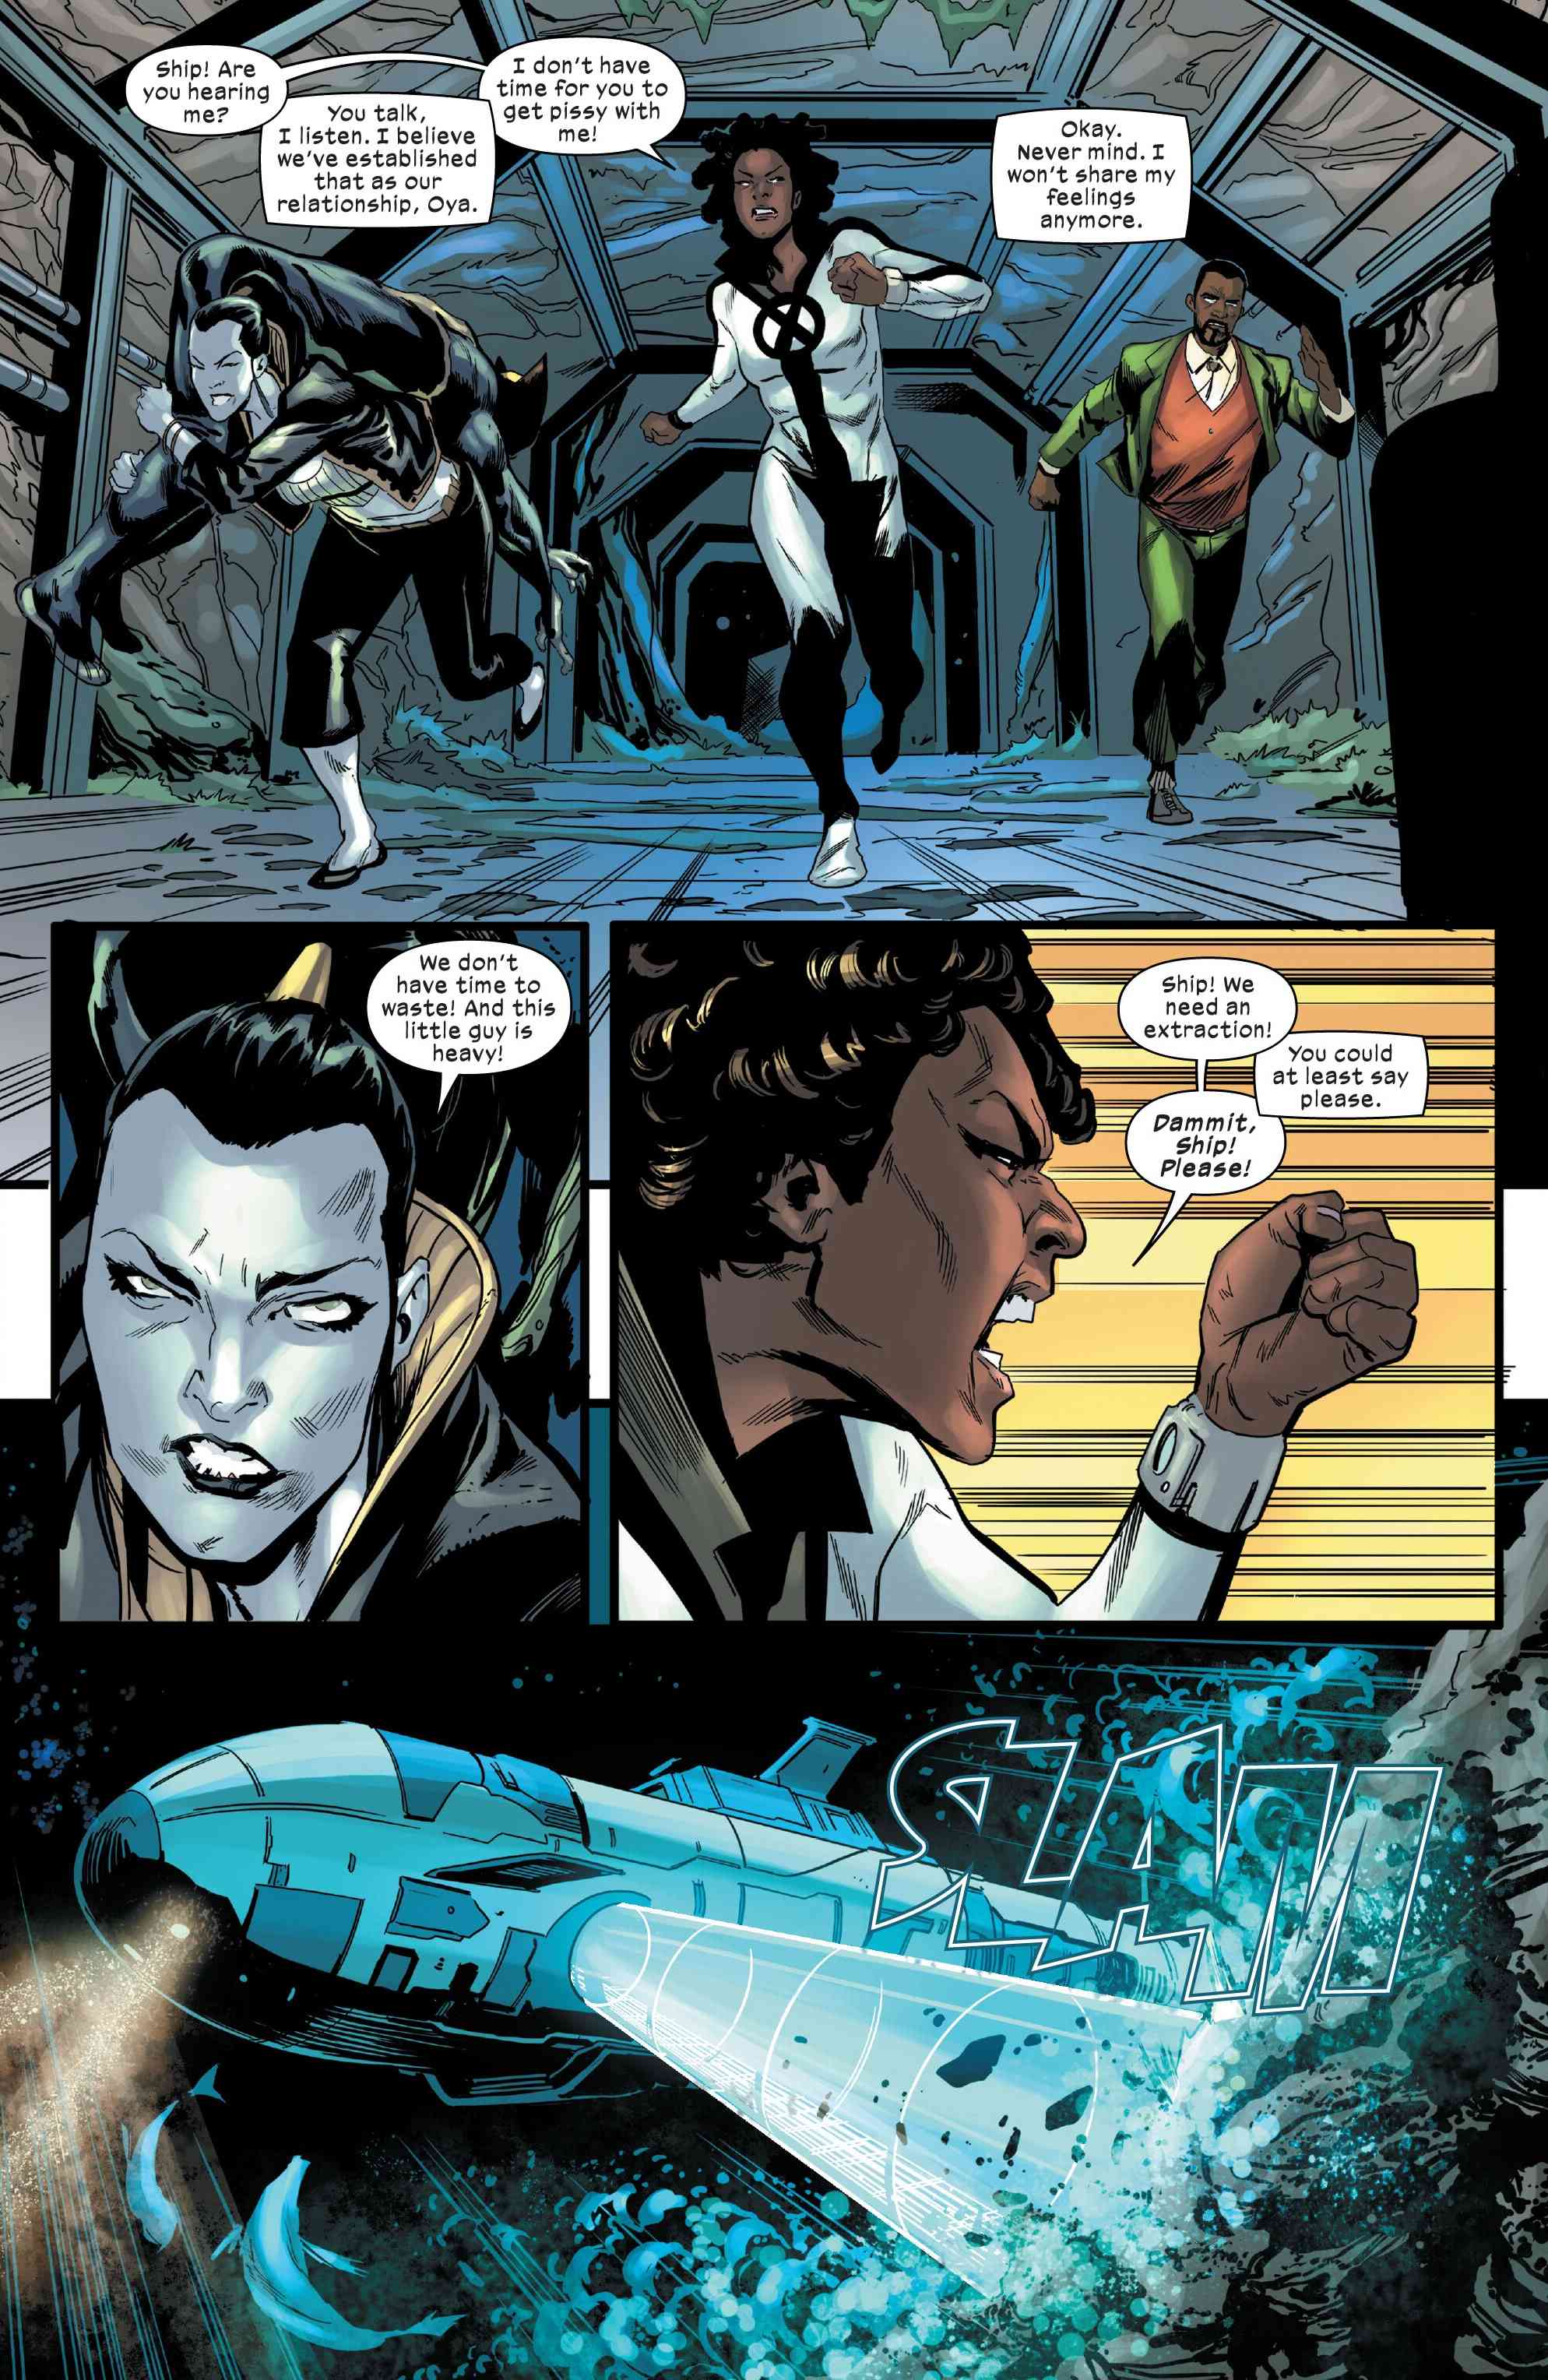 Ship! Are
you hearing
me?
You talk,
I listen. I believe
we've established
that as our
relationship, Oya.
I don't have
time for you to
get pissy with
me!
Okay.
Never mind. I
won't share my
feelings
anymore.
We don't
have time to
waste! And this
little guy is
heavy!
Ship! We
need an
extraction!
You could
at least say
please.
Dammit,
Ship!
Please!
ЯAM